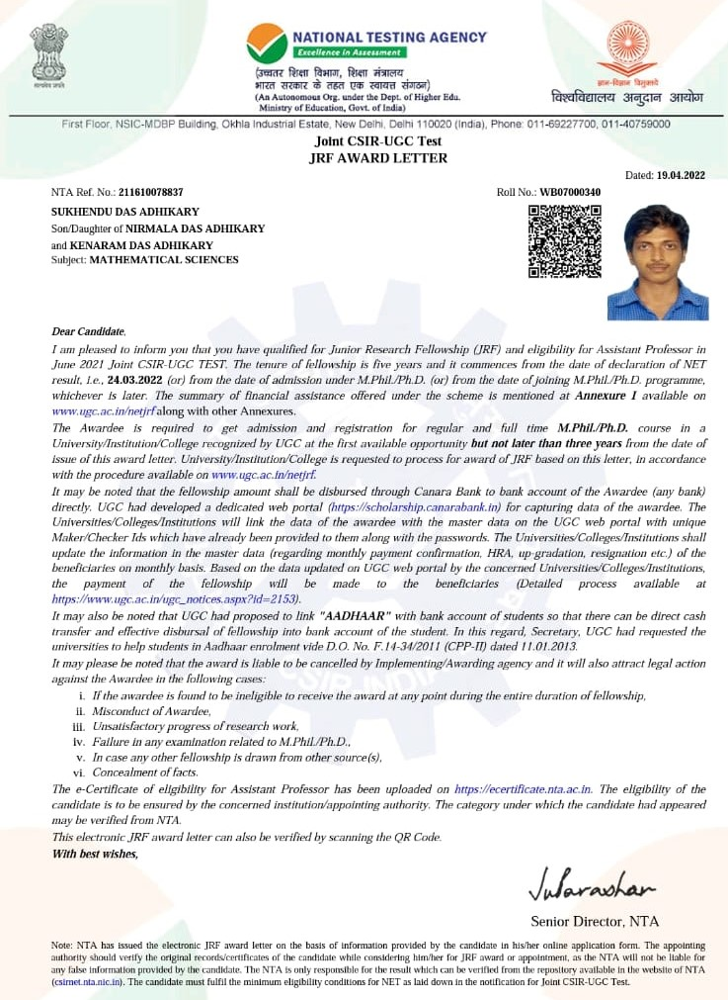 सत्यमेव जयते
NATIONAL TESTING AGENCY
Excellence in Assessment
(उच्चतर शिक्षा विभाग, शिक्षा मंत्रालय
भारत सरकार के तहत एक स्वायत्त संगठन)
(An Autonomous Org. under the Dept. of Higher Edu.
Ministry of Education, Govt. of India)
ज्ञान-विज्ञान विमुक्तये
विश्वविद्यालय अनुदान आयोग
First Floor, NSIC-MDBP Building, Okhla Industrial Estate, New Delhi, Delhi 110020 (India), Phone: 011-69227700, 011-40759000
Joint CSIR-UGC Test
JRF AWARD LETTER
Dated: 19.04.2022
NTA Ref. No.: 211610078837
Roll No.: WB07000340
SUKHENDU DAS ADHIKARY
Son/Daughter of NIRMALA DAS ADHIKARY
and KENARAM DAS ADHIKARY
Subject: MATHEMATICAL SCIENCES
Dear Candidate,
I am pleased to inform you that you have qualified for Junior Research Fellowship (JRF) and eligibility for Assistant Professor in
June 2021 Joint CSIR-UGC TEST. The tenure of fellowship is five years and it commences from the date of declaration of NET
result, i.e., 24.03.2022 (or) from the date of admission under M.Phil./Ph.D. (or) from the date of joining M.Phil/Ph.D. programme,
whichever is later. The summary of financial assistance offered under the scheme is mentioned at Annexure I available on
www.ugc.ac.in/netjrf along with other Annexures.
The Awardee is required to get admission and registration for regular and full time M.Phil./Ph.D. course in a
University/Institution/College recognized by UGC at the first available opportunity but not later than three years from the date of
issue of this award letter. University/Institution/College is requested to process for award of JRF based on this letter, in accordance
with the procedure available on www.ugc.ac.in/netjrf.
It may be noted that the fellowship amount shall be disbursed through Canara Bank to bank account of the Awardee (any bank)
directly. UGC had developed a dedicated web portal (https://scholarship.canarabank.in) for capturing data of the awardee. The
Universities/Colleges/Institutions will link the data of the awardee with the master data on the UGC web portal with unique
Maker/Checker Ids which have already been provided to them along with the passwords. The Universities/Colleges/Institutions shall
update the information in the master data (regarding monthly payment confirmation, HRA, up-gradation, resignation etc.) of the
beneficiaries on monthly basis. Based on the data updated on UGC web portal by the concerned Universities/Colleges/Institutions,
the payment of the fellowship will be made to the beneficiaries (Detailed process available at
https://www.ugc.ac.in/ugc_notices.aspx?id=2153).
It may also be noted that UGC had proposed to link "AADHAAR" with bank account of students so that there can be direct cash
transfer and effective disbursal of fellowship into bank account of the student. In this regard, Secretary, UGC had requested the
universities to help students in Aadhaar enrolment vide D.O. No. F.14-34/2011 (CPP-II) dated 11.01.2013.
It may please be noted that the award is liable to be cancelled by Implementing/Awarding agency and it will also attract legal action
against the Awardee in the following cases:
i. If the awardee is found to be ineligible to receive the award at any point during the entire duration of fellowship,
ii. Misconduct of Awardee,
iii. Unsatisfactory progress of research work,
iv. Failure in any examination related to M.Phil./Ph.D.,
v. In case any other fellowship is drawn from other source(s),
vi. Concealment of facts.
The e-Certificate of eligibility for Assistant Professor has been uploaded on https://ecertificate.nta.ac.in. The eligibility of the
candidate is to be ensured by the concerned institution/appointing authority. The category under which the candidate had appeared
may be verified from NTA.
This electronic JRF award letter can also be verified by scanning the QR Code.
With best wishes,
Senior Director, NTA
Note: NTA has issued the electronic JRF award letter on the basis of information provided by the candidate in his/her online application form. The appointing
authority should verify the original records/certificates of the candidate while considering him/her for JRF award or appointment, as the NTA will not be liable for
any false information provided by the candidate. The NTA is only responsible for the result which can be verified from the repository available in the website of NTA
(csirnet.nta.nic.in). The candidate must fulfil the minimum eligibility conditions for NET as laid down in the notification for Joint CSIR-UGC Test.